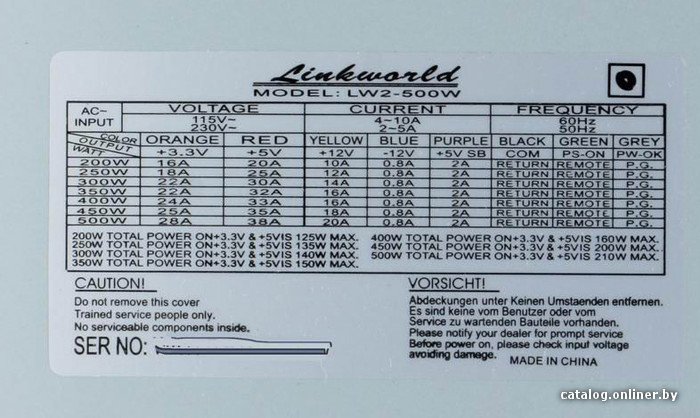 Linkworld
MODEL: LW2-500W
AC~ INPUT VOLTAGE CURRENT FREQUENCY
115V~ 4~10A 60Hz
230V~ 2~5A 50Hz
COLOR OUTPUT WATT ORANGE RED YELLOW BLUE PURPLE BLACK GREEN GREY
+3.3V +5V +12V -12V +5V SB COM PS-ON PW-OK
200W 16A 20A 10A 0.8A 2A RETURN REMOTE P.G.
250W 18A 25A 12A 0.8A 2A RETURN REMOTE P.G.
300W 22A 30A 14A 0.8A 2A RETURN REMOTE P.G.
350W 22A 32A 16A 0.8A 2A RETURN REMOTE P.G.
400W 24A 33A 16A 0.8A 2A RETURN REMOTE P.G.
450W 25A 35A 18A 0.8A 2A RETURN REMOTE P.G.
500W 28A 38A 20A 0.8A 2A RETURN REMOTE P.G.
200W TOTAL POWER ON+3.3V & +5VIS 125W MAX.
250W TOTAL POWER ON+3.3V & +5VIS 135W MAX.
300W TOTAL POWER ON+3.3V & +5VIS 140W MAX.
350W TOTAL POWER ON+3.3V & +5VIS 150W MAX.
400W TOTAL POWER ON+3.3V & +5VIS 160W MAX.
450W TOTAL POWER ON+3.3V & +5VIS 200W MAX.
500W TOTAL POWER ON+3.3V & +5VIS 210W MAX.
CAUTION!
Do not remove this cover
Trained service people only.
No serviceable components inside.
SER NO:
VORSICHT!
Abdeckungen unter Keinen Umstaenden entfernen.
Es sind keine vom Benutzer oder vom
Service zu wartenden Bauteile vorhanden.
Please notify your dealer for prompt service
Before power on, please check input voltage
avoiding damage. MADE IN CHINA
catalog.onliner.by